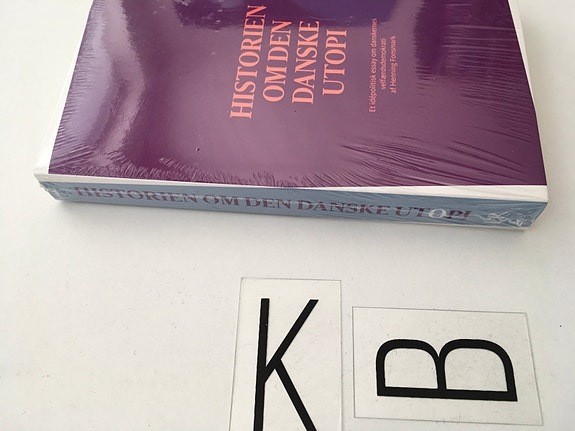 HISTORIEN
OM DEN
DANSKE
UTOPI
Et idépolitisk essay om danskernes
velfærdsdemokrati
af Henning Fonsmark
HISTORIEN OM DEN DANSKE UTOPI
K
B